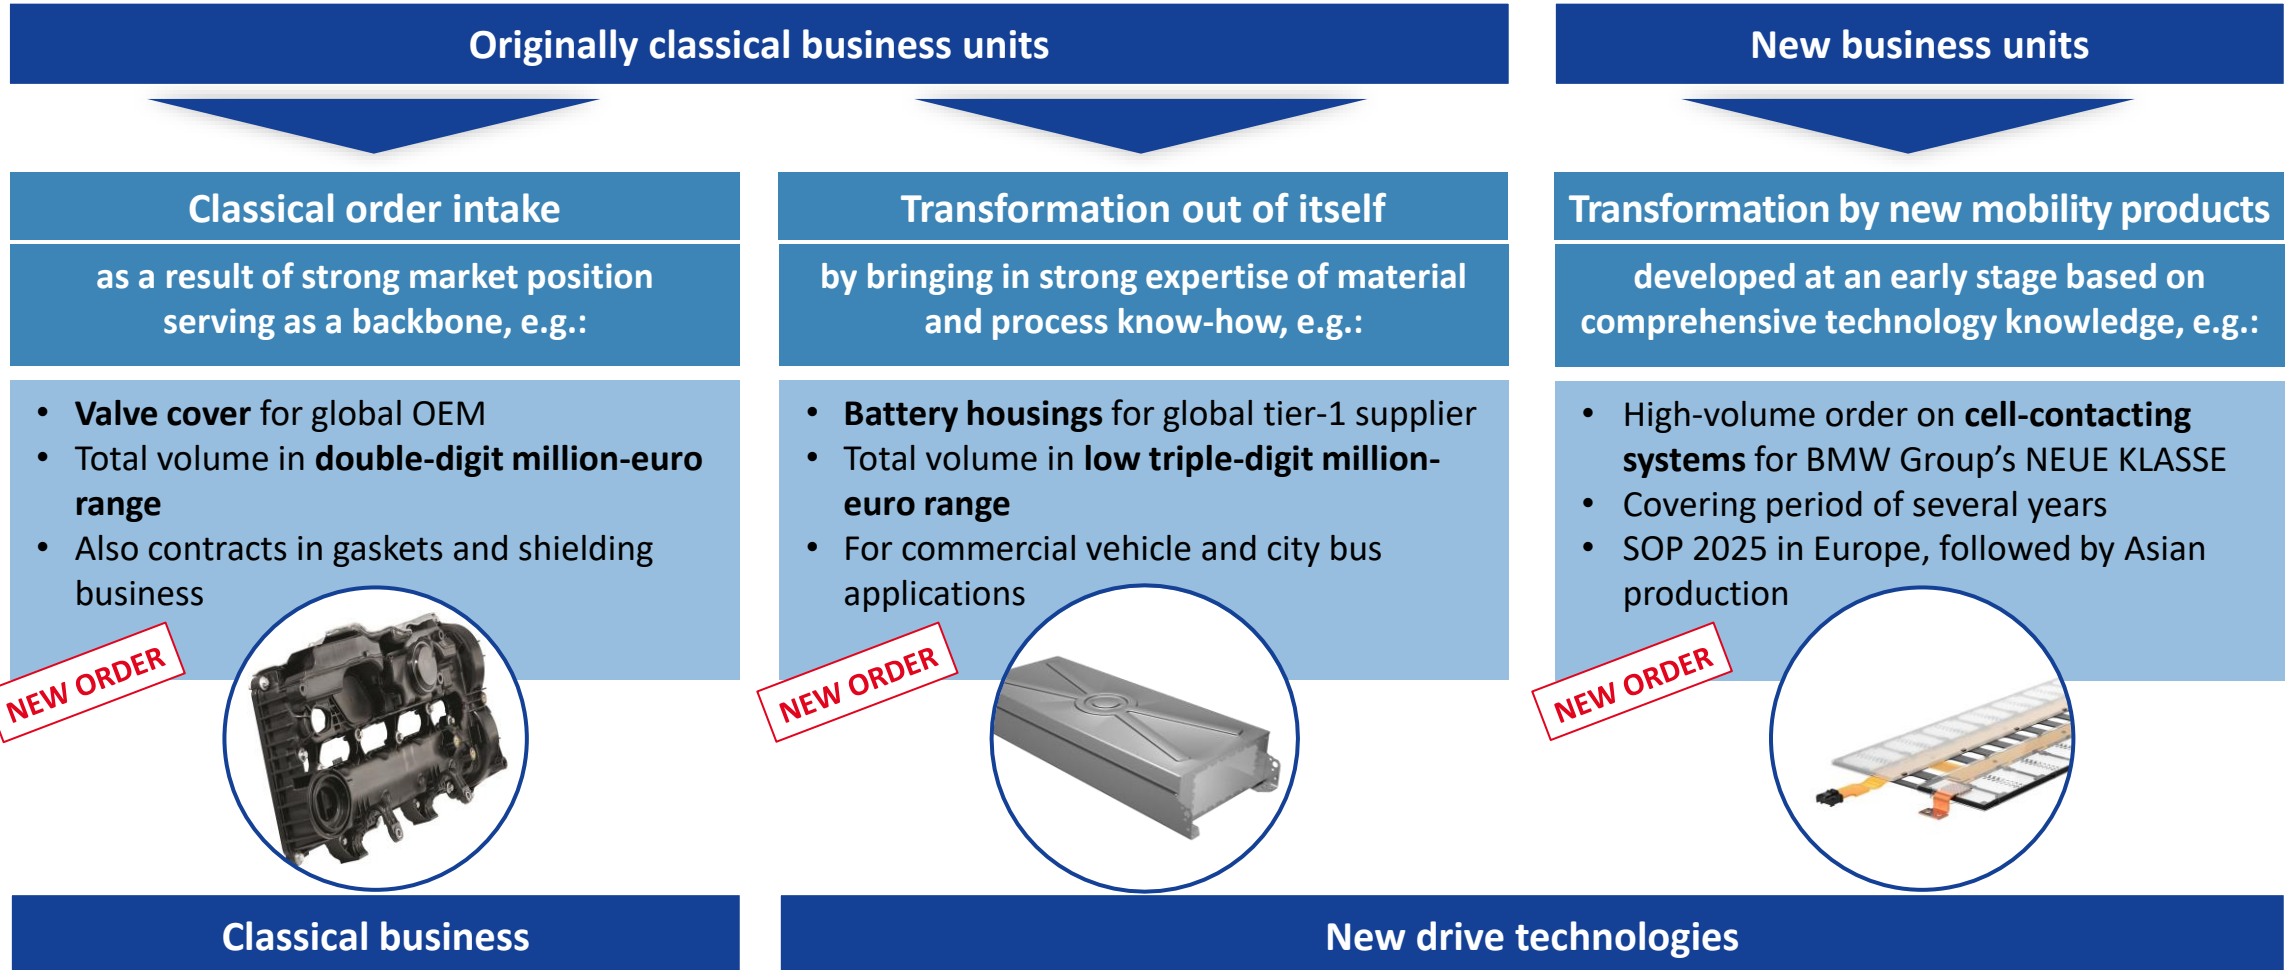 Originally classical business units
New business units
Classical order intake
as a result of strong market position
serving as a backbone, e.g.:
• Valve cover for global OEM
• Total volume in double-digit million-euro
range
• Also contracts in gaskets and shielding
business
NEW ORDER
Transformation out of itself
by bringing in strong expertise of material
and process know-how, e.g.:
• Battery housings for global tier-1 supplier
• Total volume in low triple-digit million-
euro range
• For commercial vehicle and city bus
applications
NEW ORDER
Transformation by new mobility products
developed at an early stage based on
comprehensive technology knowledge, e.g.:
• High-volume order on cell-contacting
systems for BMW Group’s NEUE KLASSE
• Covering period of several years
• SOP 2025 in Europe, followed by Asian
production
NEW ORDER
Classical business
New drive technologies